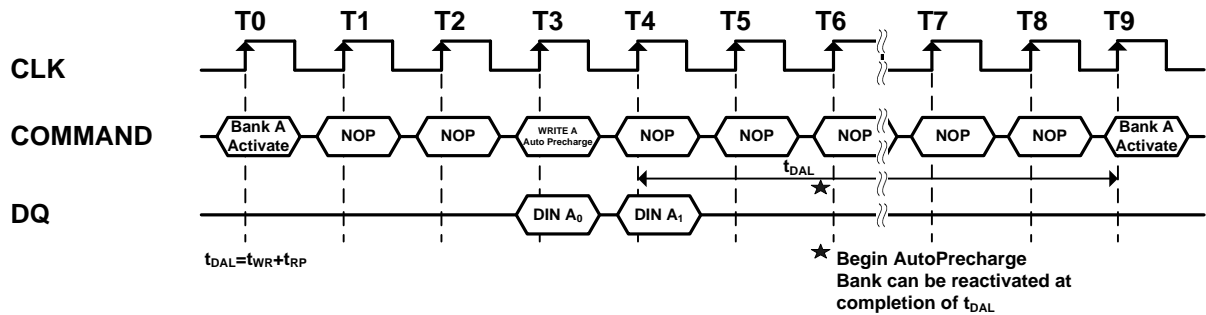 T0 T1 T2 T3 T4 T5 T6 T7 T8 T9
CLK
COMMAND
Bank A Activate NOP NOP WRITE A Auto Precharge NOP NOP NOP NOP NOP Bank A Activate
tDAL
★
DQ
DIN A0 DIN A1
tDAL=tWR+tRP
★ Begin AutoPrecharge
Bank can be reactivated at
completion of tDAL